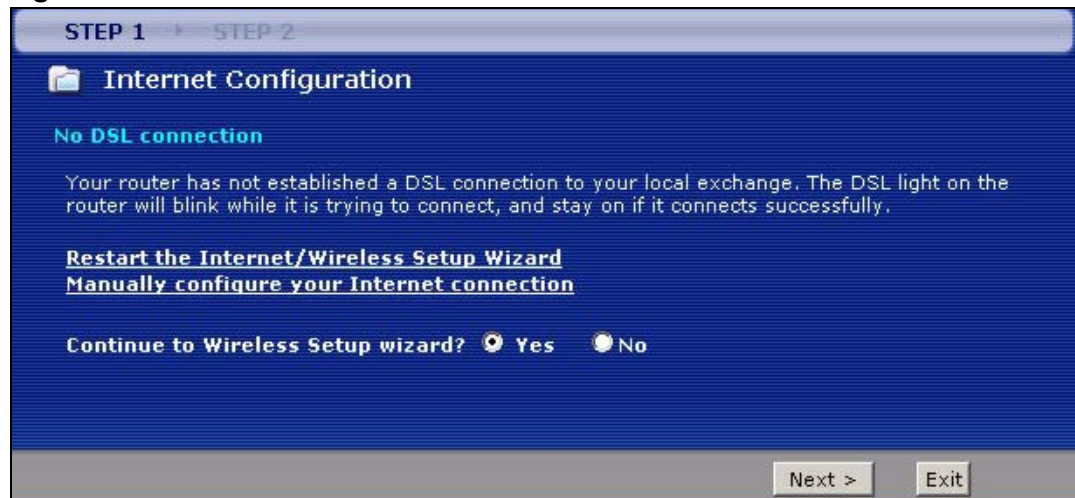 STEP 1 STEP 2
Internet Configuration
No DSL connection
Your router has not established a DSL connection to your local exchange. The DSL light on the
router will blink while it is trying to connect, and stay on if it connects successfully.
Restart the Internet/Wireless Setup Wizard
Manually configure your Internet connection
Continue to Wireless Setup wizard? Yes No
Next > Exit